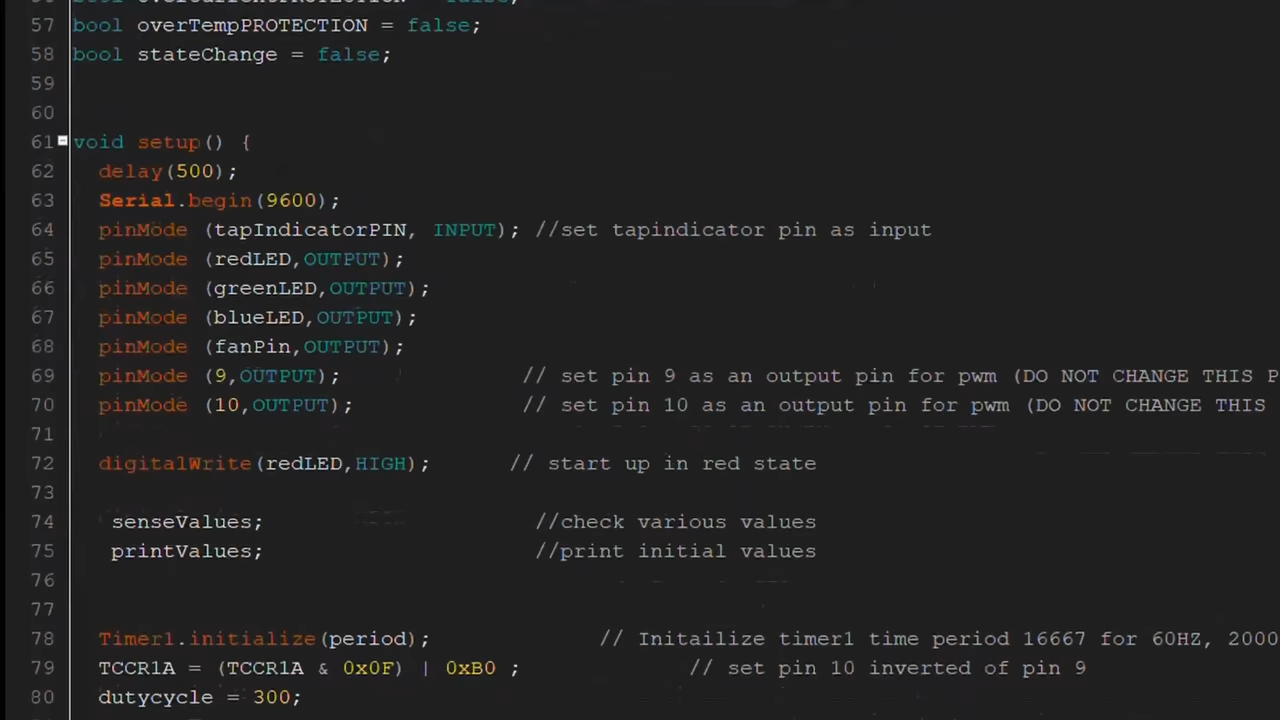 57 bool overTempPROTECTION = false;
58 bool stateChange = false;
59
60
61 void setup() {
62 delay(500);
63 Serial.begin(9600);
64 pinMode (tapIndicatorPIN, INPUT); //set tapindicator pin as input
65 pinMode (redLED,OUTPUT);
66 pinMode (greenLED,OUTPUT);
67 pinMode (blueLED,OUTPUT);
68 pinMode (fanPin,OUTPUT);
69 pinMode (9,OUTPUT); // set pin 9 as an output pin for pwm (DO NOT CHANGE THIS P
70 pinMode (10,OUTPUT); // set pin 10 as an output pin for pwm (DO NOT CHANGE THIS
71
72 digitalWrite(redLED,HIGH); // start up in red state
73
74 senseValues; //check various values
75 printValues; //print initial values
76
77
78 Timer1.initialize(period); // Initailize timer1 time period 16667 for 60HZ, 2000
79 TCCR1A = (TCCR1A & 0x0F) | 0xB0 ; // set pin 10 inverted of pin 9
80 dutycycle = 300;